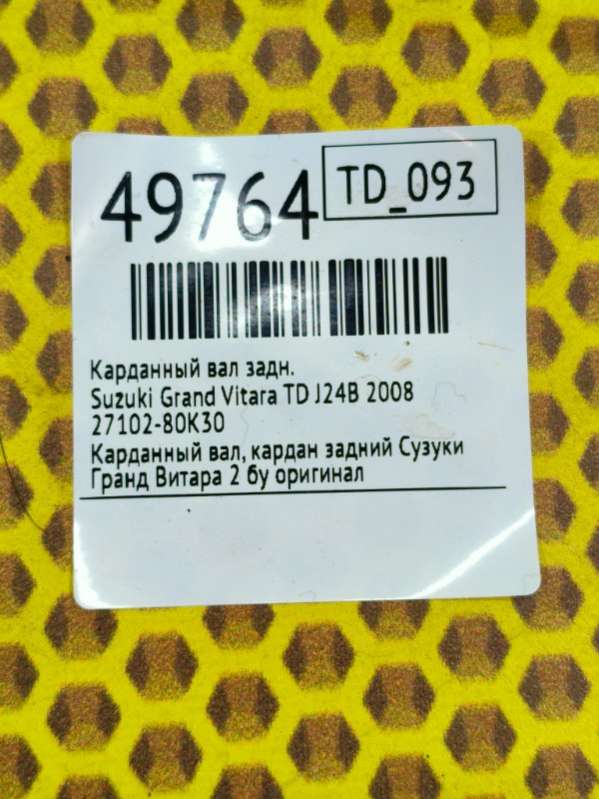 49764
TD_093
Карданный вал задн.
Suzuki Grand Vitara TD J24B 2008
27102-80K30
Карданный вал, кардан задний Сузуки
Гранд Витара 2 бу оригинал